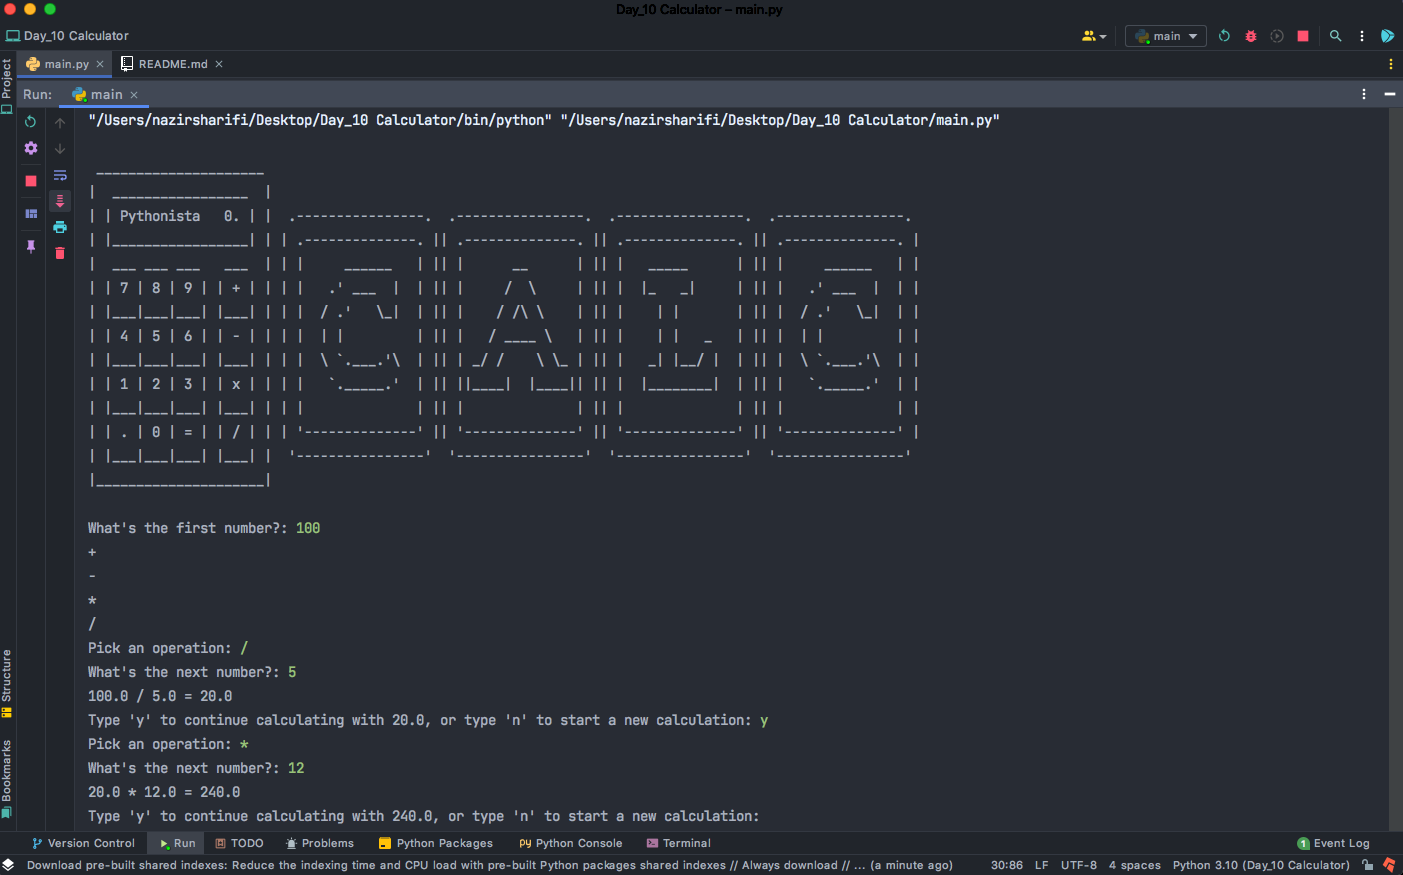 Day_10 Calculator – main.py
Day_10 Calculator
main
main.py
README.md
Project
Run:
main
"/Users/nazirsharifi/Desktop/Day_10 Calculator/bin/python" "/Users/nazirsharifi/Desktop/Day_10 Calculator/main.py"
 _____________________
|  _________________  |
| | Pythonista   0. | |  .----------------.  .----------------.  .----------------.  .----------------.
| |_________________| | | .--------------. || .--------------. || .--------------. || .--------------. |
|  ___ ___ ___   ___  | | |     ______   | || |      __      | || |   _____      | || |     ______   | |
| | 7 | 8 | 9 | | + | | | |   .' ___  |  | || |     /  \     | || |  |_   _|     | || |   .' ___  |  | |
| |___|___|___| |___| | | |  / .'   \_|  | || |    / /\ \    | || |    | |       | || |  / .'   \_|  | |
| | 4 | 5 | 6 | | - | | | |  | |         | || |   / ____ \   | || |    | |   _   | || |  | |         | |
| |___|___|___| |___| | | |  \ `.___.'\  | || | _/ /    \ \_ | || |   _| |__/ |  | || |  \ `.___.'\  | |
| | 1 | 2 | 3 | | x | | | |   `._____.'  | || ||____|  |____|| || |  |________|  | || |   `._____.'  | |
| |___|___|___| |___| | | |              | || |              | || |              | || |              | |
| | . | 0 | = | | / | | | '--------------' || '--------------' || '--------------' || '--------------' |
| |___|___|___| |___| |  '----------------'  '----------------'  '----------------'  '----------------'
|_____________________|
What's the first number?: 100
+
-
*
/
Pick an operation: /
What's the next number?: 5
100.0 / 5.0 = 20.0
Type 'y' to continue calculating with 20.0, or type 'n' to start a new calculation: y
Pick an operation: *
What's the next number?: 12
20.0 * 12.0 = 240.0
Type 'y' to continue calculating with 240.0, or type 'n' to start a new calculation:
Structure
Bookmarks
Version Control
Run
TODO
Problems
Python Packages
Python Console
Terminal
1 Event Log
Download pre-built shared indexes: Reduce the indexing time and CPU load with pre-built Python packages shared indexes // Always download // ... (a minute ago)
30:86
LF
UTF-8
4 spaces
Python 3.10 (Day_10 Calculator)